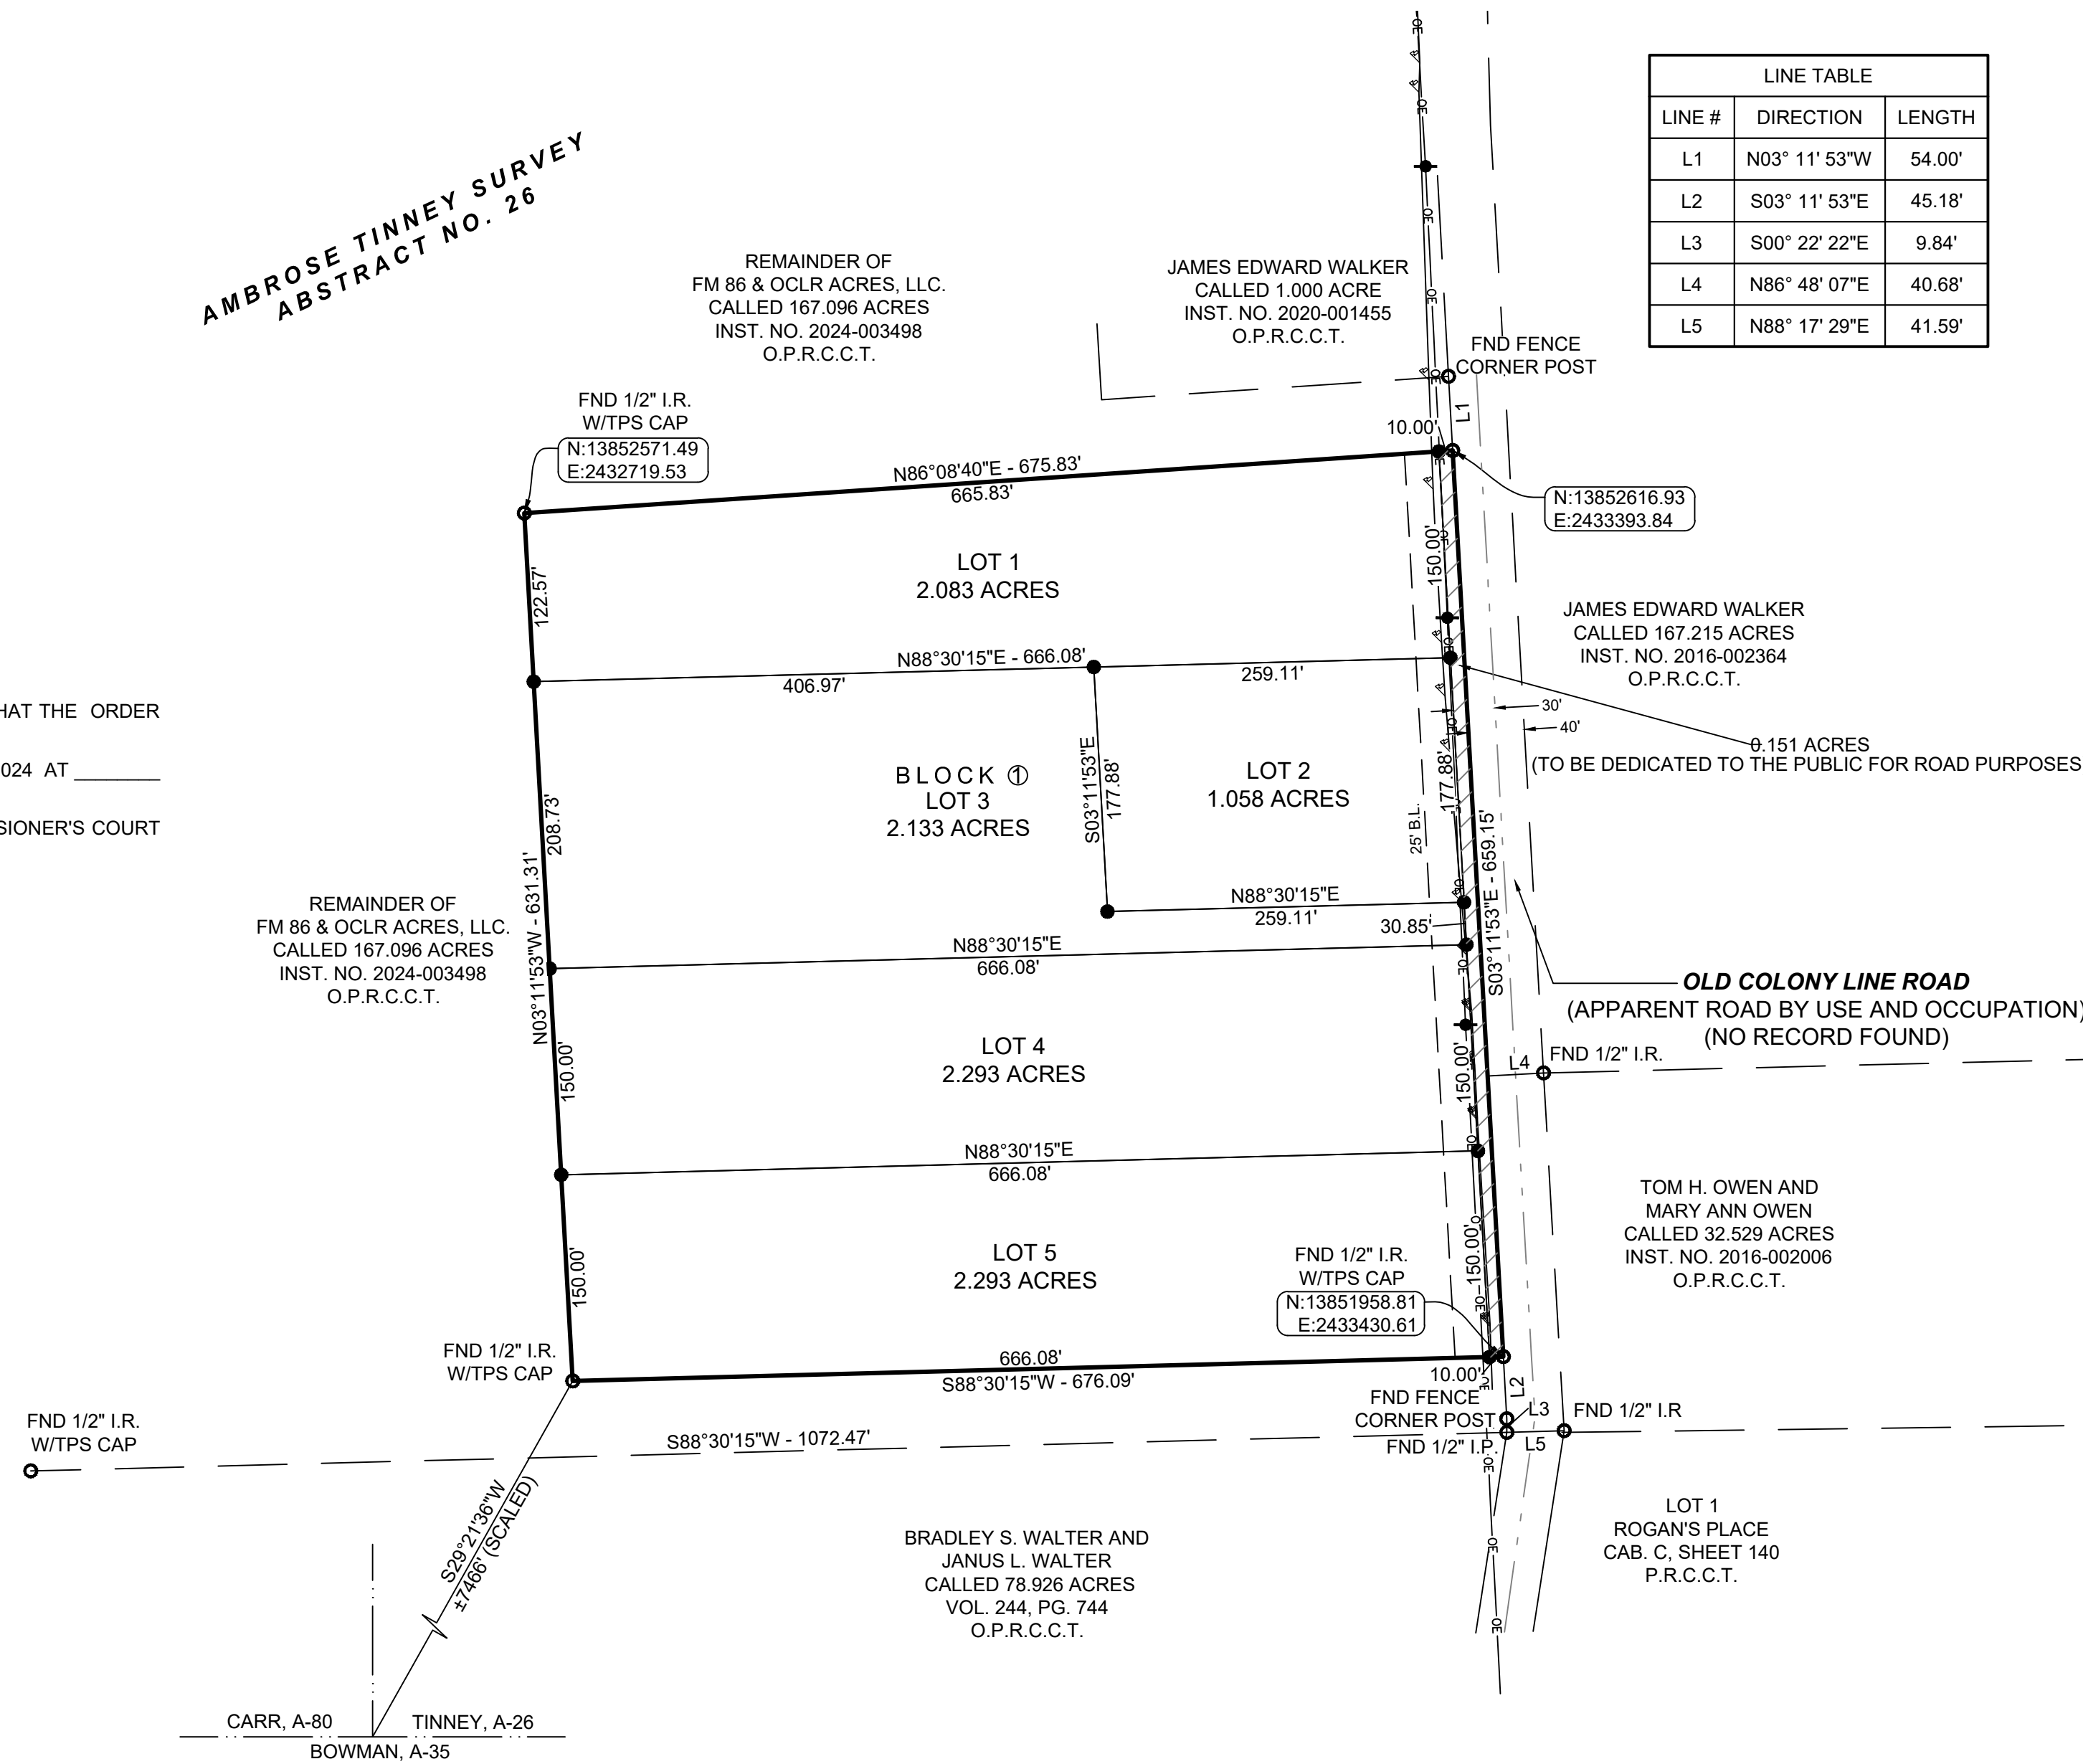 LINE TABLE
LINE # DIRECTION LENGTH
L1 N03° 11' 53"W 54.00'
L2 S03° 11' 53"E 45.18'
L3 S00° 22' 22"E 9.84'
L4 N86° 48' 07"E 40.68'
L5 N88° 17' 29"E 41.59'
AMBROSE TINNEY SURVEY
ABSTRACT NO. 26
REMAINDER OF
FM 86 & OCLR ACRES, LLC.
CALLED 167.096 ACRES
INST. NO. 2024-003498
O.P.R.C.C.T.
JAMES EDWARD WALKER
CALLED 1.000 ACRE
INST. NO. 2020-001455
O.P.R.C.C.T.
FND FENCE
CORNER POST
L1
10.00'
FND 1/2" I.R.
W/TPS CAP
N:13852571.49
E:2432719.53
N86°08'40"E - 675.83'
665.83'
N:13852616.93
E:2433393.84
LOT 1
2.083 ACRES
122.57'
150.00'
N88°30'15"E - 666.08'
406.97'
259.11'
JAMES EDWARD WALKER
CALLED 167.215 ACRES
INST. NO. 2016-002364
O.P.R.C.C.T.
30'
40'
0.151 ACRES
(TO BE DEDICATED TO THE PUBLIC FOR ROAD PURPOSES
HAT THE ORDER
024 AT ________
SIONER'S COURT
BLOCK ①
LOT 3
2.133 ACRES
S03°11'53"E
177.88'
LOT 2
1.058 ACRES
177.88'
25' B.L.
208.73'
N03°11'53"W - 631.31'
S03°11'53"E - 659.15'
N88°30'15"E
259.11'
30.85'
REMAINDER OF
FM 86 & OCLR ACRES, LLC.
CALLED 167.096 ACRES
INST. NO. 2024-003498
O.P.R.C.C.T.
N88°30'15"E
666.08'
OLD COLONY LINE ROAD
(APPARENT ROAD BY USE AND OCCUPATION)
(NO RECORD FOUND)
LOT 4
2.293 ACRES
150.00'
150.00'
L4
FND 1/2" I.R.
N88°30'15"E
666.08'
TOM H. OWEN AND
MARY ANN OWEN
CALLED 32.529 ACRES
INST. NO. 2016-002006
O.P.R.C.C.T.
LOT 5
2.293 ACRES
150.00'
150.00'
FND 1/2" I.R.
W/TPS CAP
N:13851958.81
E:2433430.61
FND 1/2" I.R.
W/TPS CAP
666.08'
S88°30'15"W - 676.09'
10.00'
L2
FND FENCE
CORNER POST
L3
FND 1/2" I.R
FND 1/2" I.P.
L5
FND 1/2" I.R.
W/TPS CAP
S88°30'15"W - 1072.47'
S29°21'36"W
±7466' (SCALED)
BRADLEY S. WALTER AND
JANUS L. WALTER
CALLED 78.926 ACRES
VOL. 244, PG. 744
O.P.R.C.C.T.
LOT 1
ROGAN'S PLACE
CAB. C, SHEET 140
P.R.C.C.T.
CARR, A-80
TINNEY, A-26
BOWMAN, A-35
OE
OE
OE
OE
OE
OE
OE
OE